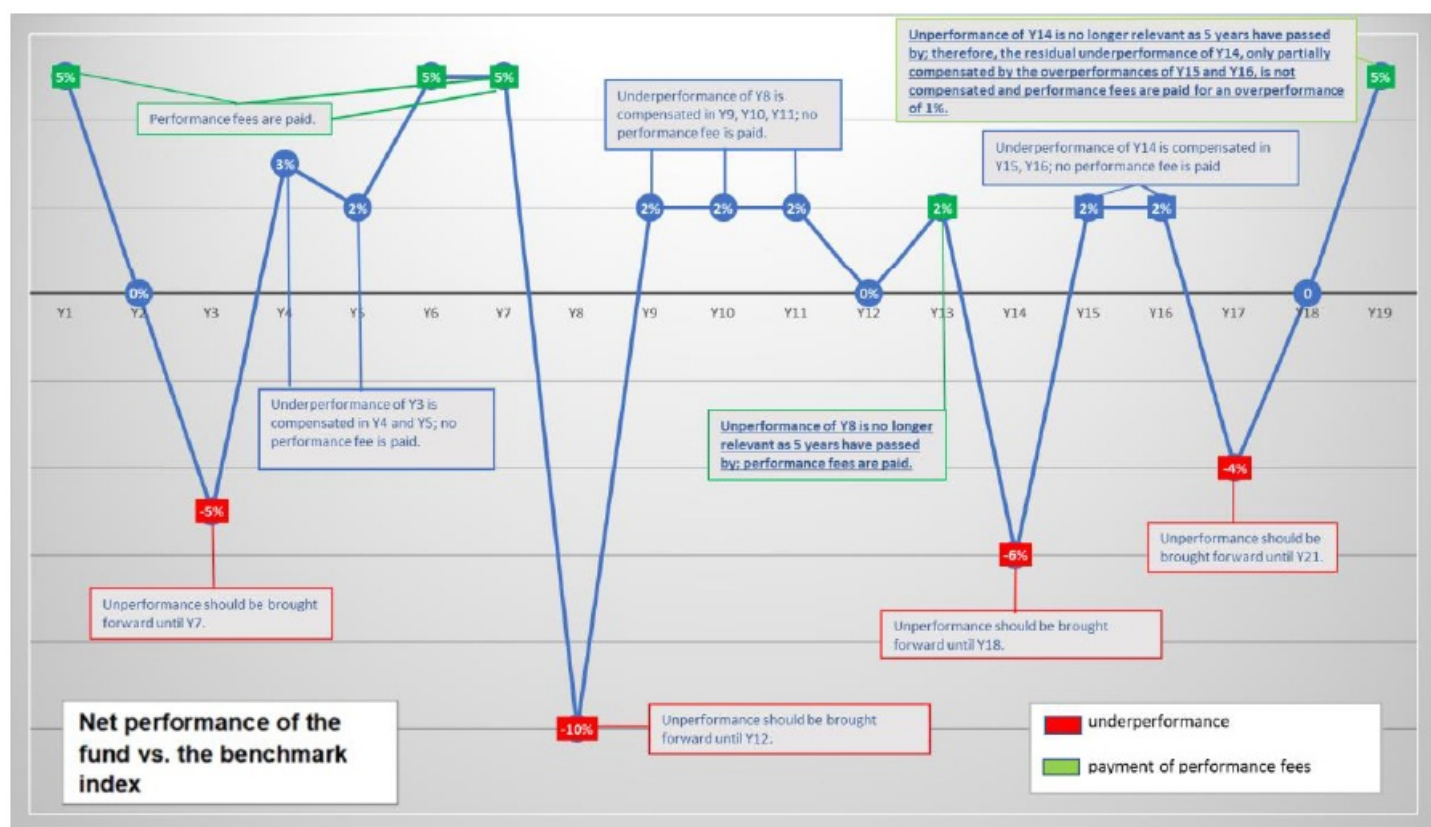 Unperformance of Y14 is no longer relevant as 5 years have passed
by; therefore, the residual underperformance of Y14, only partially
compensated by the overperformances of Y15 and Y16, is not
compensated and performance fees are paid for an overperformance
of 1%.
5%
5%
5%
5%
Performance fees are paid.
Underperformance of Y8 is
compensated in Y9, Y10, Y11; no
performance fee is paid.
Underperformance of Y14 is compensated in
Y15, Y16; no performance fee is paid
3%
2%
2%
2%
2%
2%
2%
2%
0%
0%
0
Y1
Y2
Y3
Y4
Y5
Y6
Y7
Y8
Y9
Y10
Y11
Y12
Y13
Y14
Y15
Y16
Y17
Y18
Y19
Underperformance of Y3 is
compensated in Y4 and Y5; no
performance fee is paid.
Unperformance of Y8 is no longer
relevant as 5 years have passed
by; performance fees are paid.
-4%
-5%
-6%
Unperformance should be
brought forward until Y21.
Unperformance should be brought
forward until Y7.
Unperformance should be brought
forward until Y18.
-10%
Unperformance should be brought
forward until Y12.
Net performance of the
fund vs. the benchmark
index
underperformance
payment of performance fees